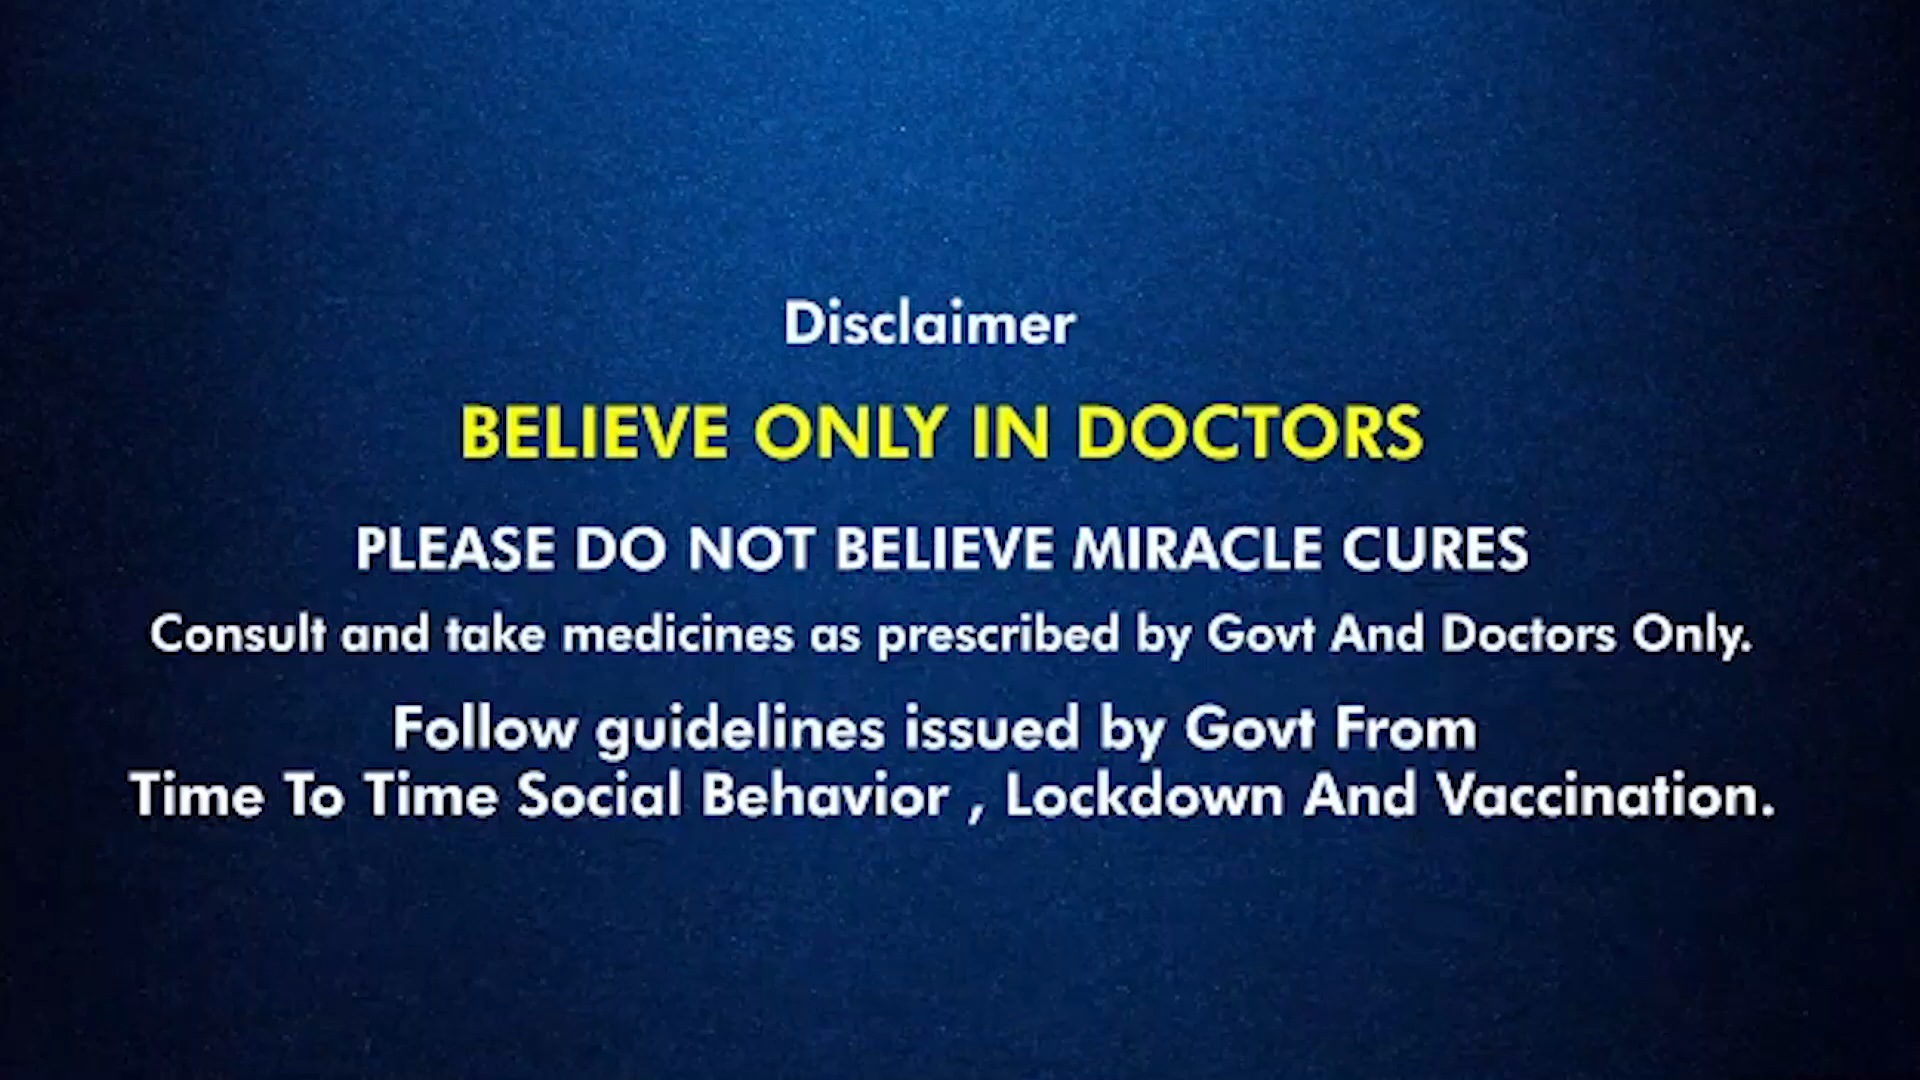 Disclaimer
BELIEVE ONLY IN DOCTORS
PLEASE DO NOT BELIEVE MIRACLE CURES
Consult and take medicines as prescribed by Govt And Doctors Only.
Follow guidelines issued by Govt From
Time To Time Social Behavior , Lockdown And Vaccination.